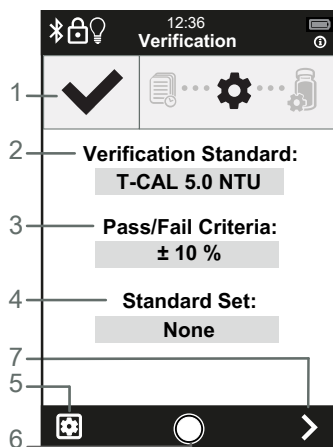 12:36
Verification
1
2
Verification Standard:
T-CAL 5.0 NTU
3
Pass/Fail Criteria:
± 10 %
4
Standard Set:
None
7
5
6